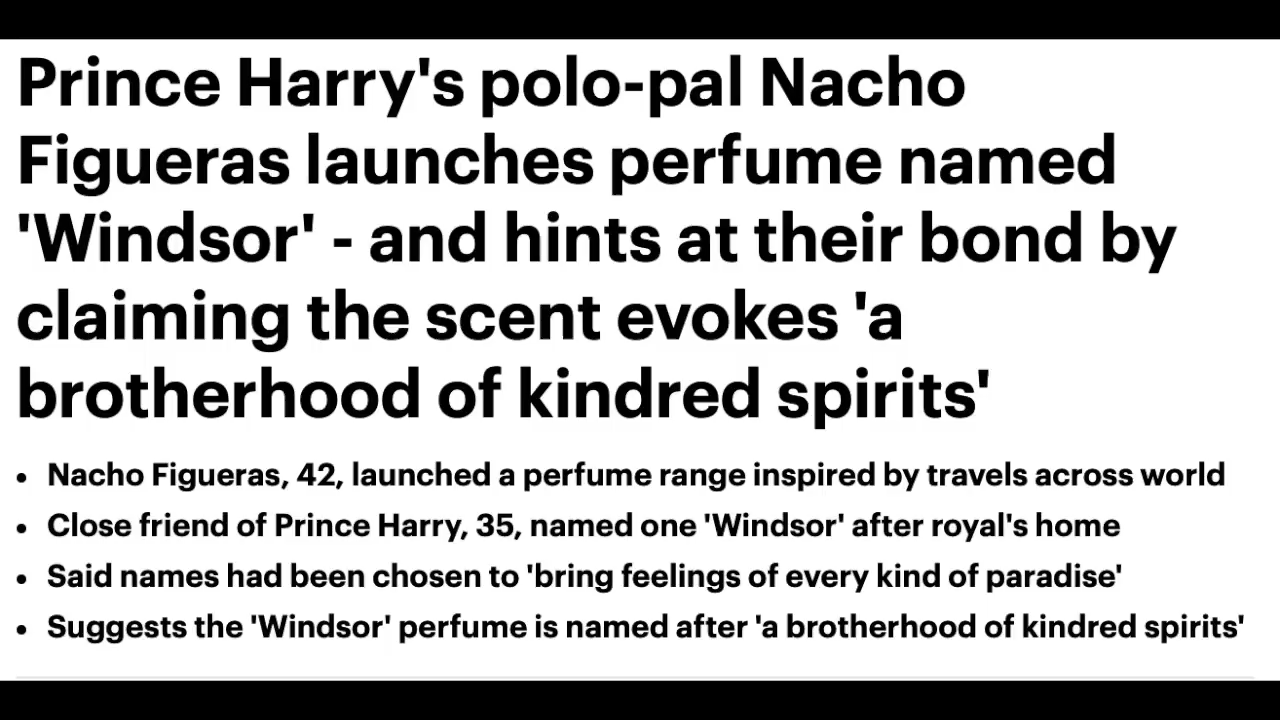 Prince Harry's polo-pal Nacho
Figueras launches perfume named
'Windsor' - and hints at their bond by
claiming the scent evokes 'a
brotherhood of kindred spirits'
• Nacho Figueras, 42, launched a perfume range inspired by travels across world
• Close friend of Prince Harry, 35, named one 'Windsor' after royal's home
• Said names had been chosen to 'bring feelings of every kind of paradise'
• Suggests the 'Windsor' perfume is named after 'a brotherhood of kindred spirits'